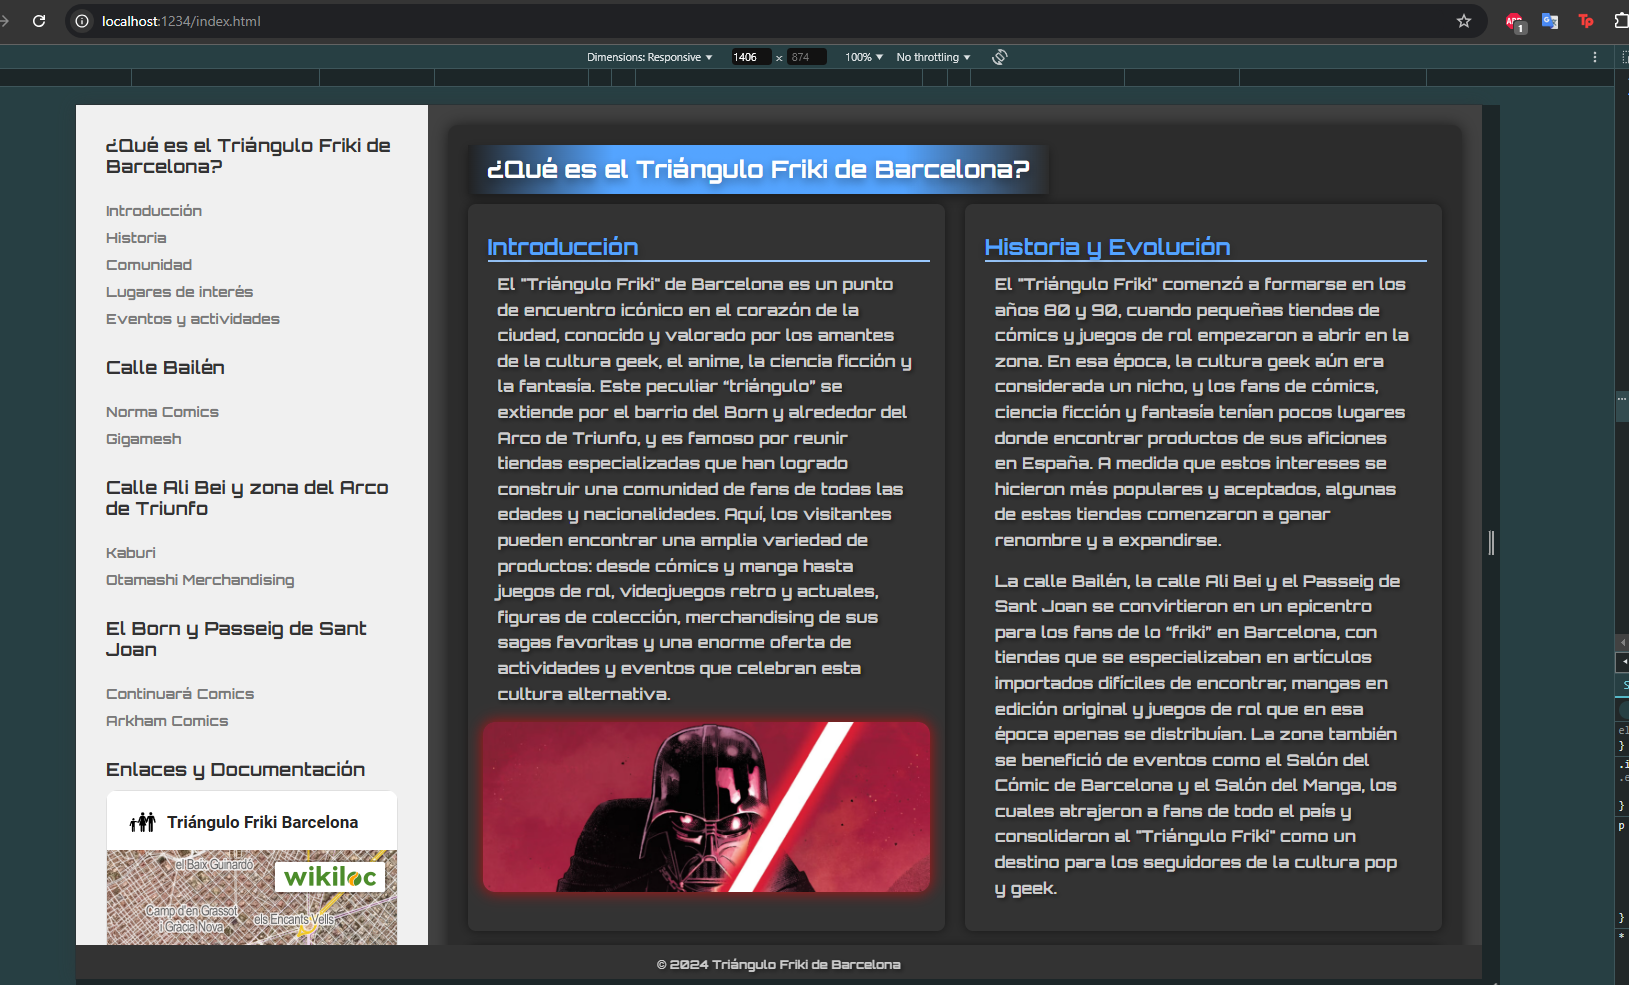 localhost:1234/index.html
1
Dimensions: Responsive
1406 × 874
100%
No throttling
¿Qué es el Triángulo Friki de
Barcelona?
Introducción
Historia
Comunidad
Lugares de interés
Eventos y actividades
Calle Bailén
Norma Comics
Gigamesh
Calle Ali Bei y zona del Arco
de Triunfo
Kaburi
Otamashi Merchandising
El Born y Passeig de Sant
Joan
Continuará Comics
Arkham Comics
Enlaces y Documentación
Triángulo Friki Barcelona
el Baix Guinardó
wikiloc
Camp d'en Grassot
i Gràcia Nova
els Encants Vells
¿Qué es el Triángulo Friki de Barcelona?
Introducción
El "Triángulo Friki" de Barcelona es un punto
de encuentro icónico en el corazón de la
ciudad, conocido y valorado por los amantes
de la cultura geek, el anime, la ciencia ficción y
la fantasía. Este peculiar “triángulo” se
extiende por el barrio del Born y alrededor del
Arco de Triunfo, y es famoso por reunir
tiendas especializadas que han logrado
construir una comunidad de fans de todas las
edades y nacionalidades. Aquí, los visitantes
pueden encontrar una amplia variedad de
productos: desde cómics y manga hasta
juegos de rol, videojuegos retro y actuales,
figuras de colección, merchandising de sus
sagas favoritas y una enorme oferta de
actividades y eventos que celebran esta
cultura alternativa.
Historia y Evolución
El "Triángulo Friki" comenzó a formarse en los
años 80 y 90, cuando pequeñas tiendas de
cómics y juegos de rol empezaron a abrir en la
zona. En esa época, la cultura geek aún era
considerada un nicho, y los fans de cómics,
ciencia ficción y fantasía tenían pocos lugares
donde encontrar productos de sus aficiones
en España. A medida que estos intereses se
hicieron más populares y aceptados, algunas
de estas tiendas comenzaron a ganar
renombre y a expandirse.
La calle Bailén, la calle Ali Bei y el Passeig de
Sant Joan se convirtieron en un epicentro
para los fans de lo “friki” en Barcelona, con
tiendas que se especializaban en artículos
importados difíciles de encontrar, mangas en
edición original y juegos de rol que en esa
época apenas se distribuían. La zona también
se benefició de eventos como el Salón del
Cómic de Barcelona y el Salón del Manga, los
cuales atrajeron a fans de todo el país y
consolidaron al "Triángulo Friki" como un
destino para los seguidores de la cultura pop
y geek.
© 2024 Triángulo Friki de Barcelona